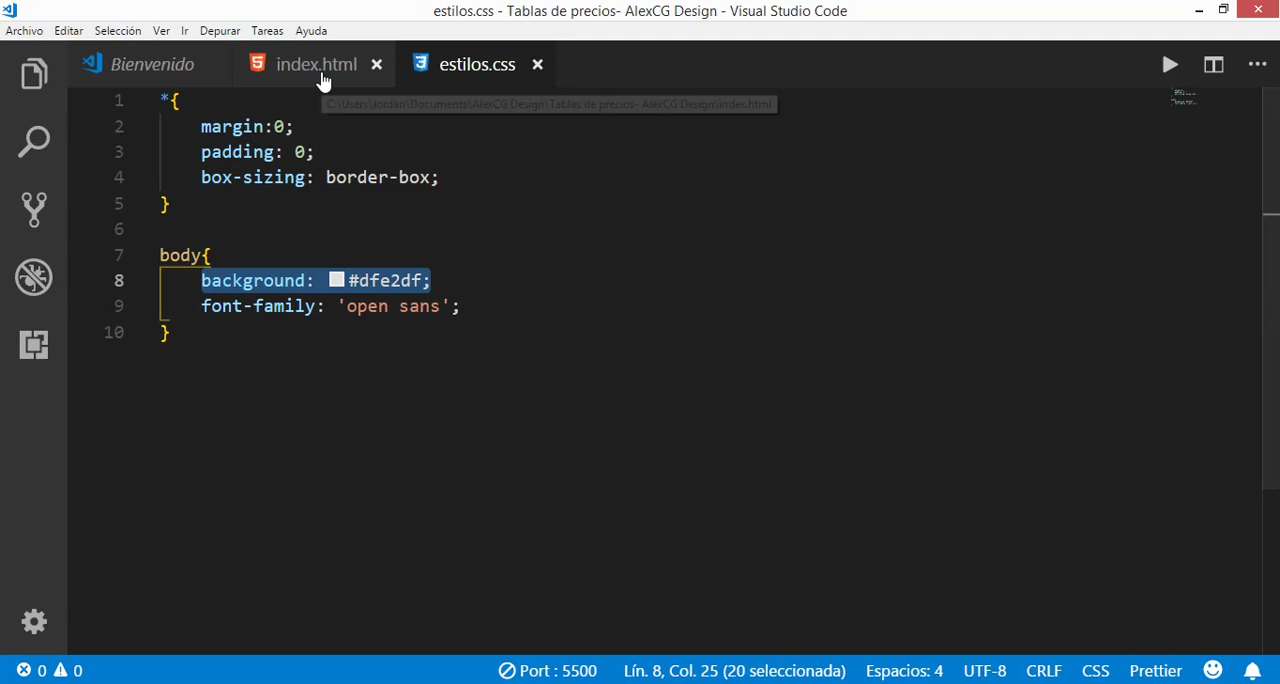 estilos.css - Tablas de precios- AlexCG Design - Visual Studio Code
Archivo Editar Selección Ver Ir Depurar Tareas Ayuda
Bienvenido index.html estilos.css
C:\Users\Jordan\Documents\AlexCG Design\Tablas de precios- AlexCG Design\index.html
1 *{
2 margin:0;
3 padding: 0;
4 box-sizing: border-box;
5 }
6
7 body{
8 background: #dfe2df;
9 font-family: 'open sans';
10 }
0 0 Port : 5500 Lín. 8, Col. 25 (20 seleccionada) Espacios: 4 UTF-8 CRLF CSS Prettier